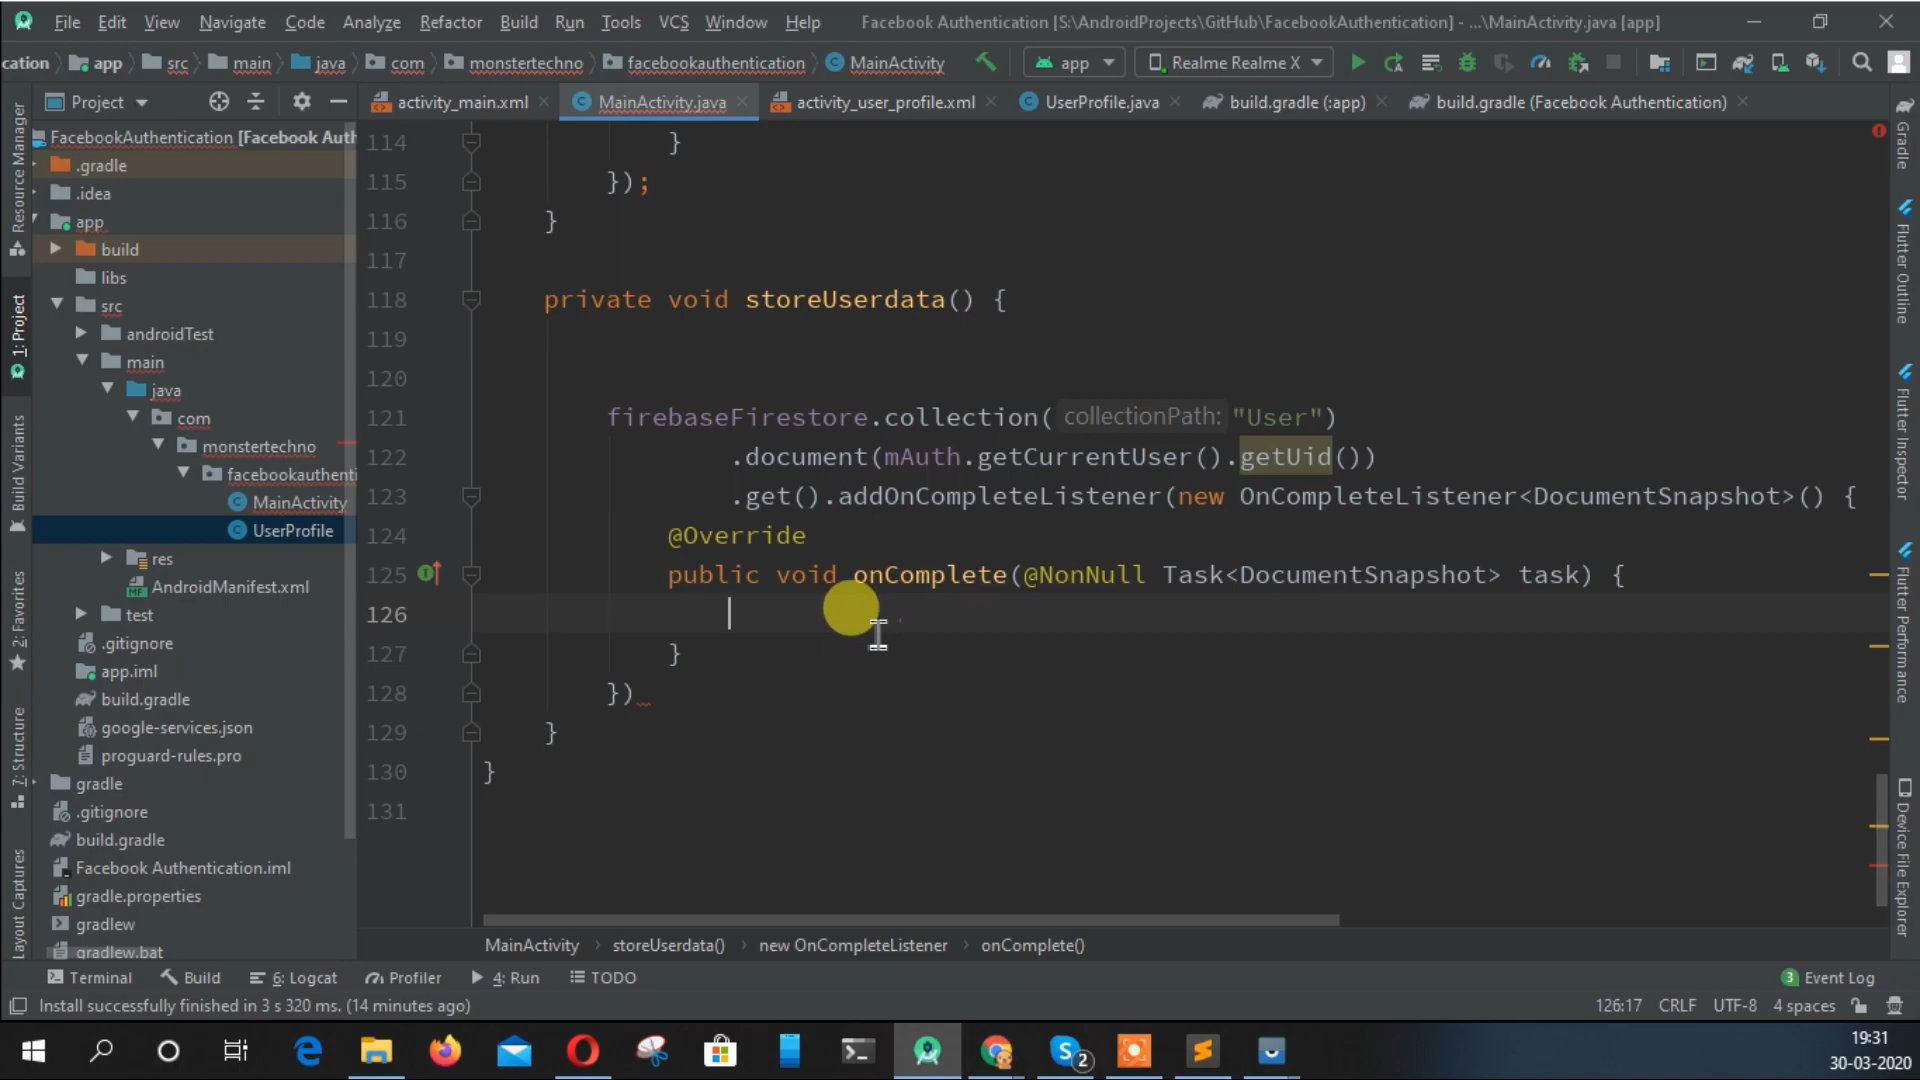 File Edit View Navigate Code Analyze Refactor Build Run Tools VCS Window Help Facebook Authentication [S:\AndroidProjects\GitHub\FacebookAuthentication] - ...\MainActivity.java [app]
cation app src main java com monstertechno facebookauthentication MainActivity app Realme Realme X
Project activity_main.xml MainActivity.java activity_user_profile.xml UserProfile.java build.gradle (:app) build.gradle (Facebook Authentication)
Resource Manager
1: Project
Build Variants
2: Favorites
7: Structure
Layout Captures
FacebookAuthentication [Facebook Auth
.gradle
.idea
app
build
libs
src
androidTest
main
java
com
monstertechno
facebookauthenti
MainActivity
UserProfile
res
AndroidManifest.xml
test
.gitignore
app.iml
build.gradle
google-services.json
proguard-rules.pro
gradle
.gitignore
build.gradle
Facebook Authentication.iml
gradle.properties
gradlew
gradlew.bat
114 }
115 });
116 }
117
118 private void storeUserdata() {
119
120
121 firebaseFirestore.collection( collectionPath: "User")
122 .document(mAuth.getCurrentUser().getUid())
123 .get().addOnCompleteListener(new OnCompleteListener<DocumentSnapshot>() {
124 @Override
125 public void onComplete(@NonNull Task<DocumentSnapshot> task) {
126
127 }
128 })
129 }
130 }
131
Gradle
Flutter Outline
Flutter Inspector
Flutter Performance
Device File Explorer
MainActivity storeUserdata() new OnCompleteListener onComplete()
Terminal Build 6: Logcat Profiler 4: Run TODO 3 Event Log
Install successfully finished in 3 s 320 ms. (14 minutes ago) 126:17 CRLF UTF-8 4 spaces
2
19:31
30-03-2020